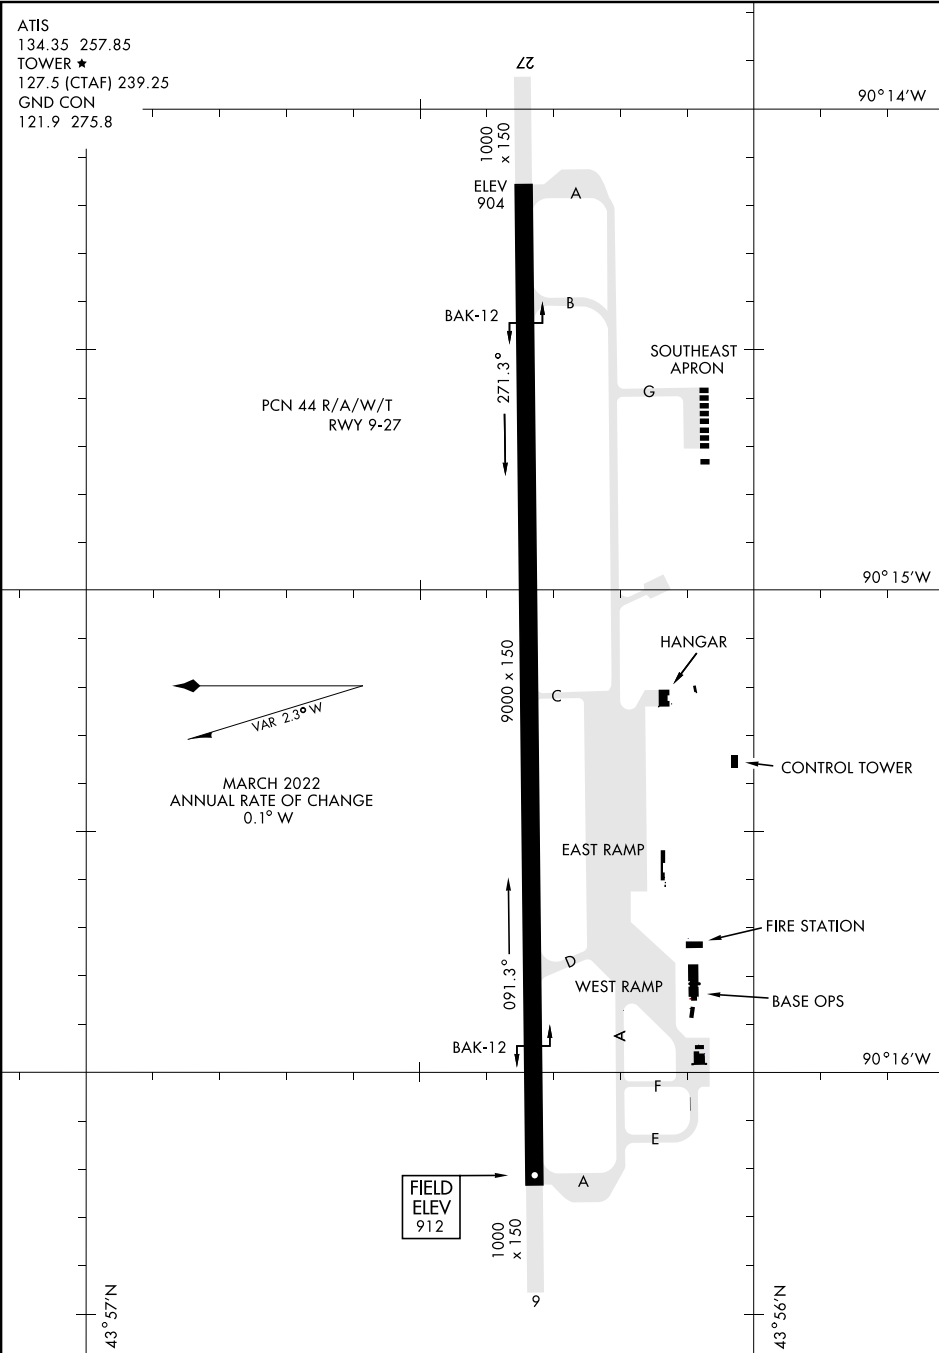 ATIS
134.35 257.85
TOWER ★
127.5 (CTAF) 239.25
GND CON
121.9 275.8
27
90°14'W
1000
x 150
ELEV
904
A
B
BAK-12
271.3°
SOUTHEAST
APRON
G
PCN 44 R/A/W/T
RWY 9-27
90°15'W
HANGAR
9000 x 150
C
VAR 2.3° W
CONTROL TOWER
MARCH 2022
ANNUAL RATE OF CHANGE
0.1° W
EAST RAMP
FIRE STATION
D
091.3°
WEST RAMP
BASE OPS
A
BAK-12
90°16'W
F
E
FIELD
ELEV
912
A
1000
x 150
9
43°57'N
43°56'N